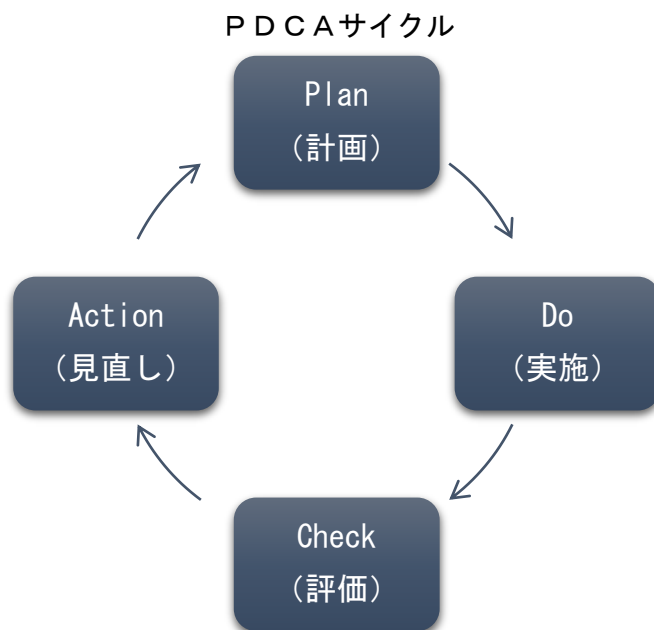 ＰＤＣＡサイクル
Plan
（計画）
Do
（実施）
Check
（評価）
Action
（見直し）